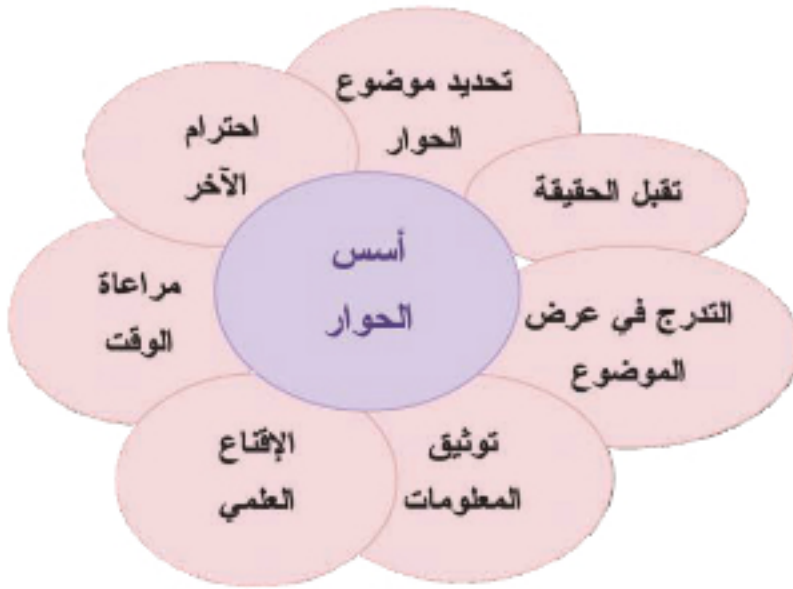 أسس
الحوار
تحديد موضوع
الحوار
تقبل الحقيقة
التدرج في عرض
الموضوع
توثيق
المعلومات
الإقناع
العلمي
مراعاة
الوقت
احترام
الآخر